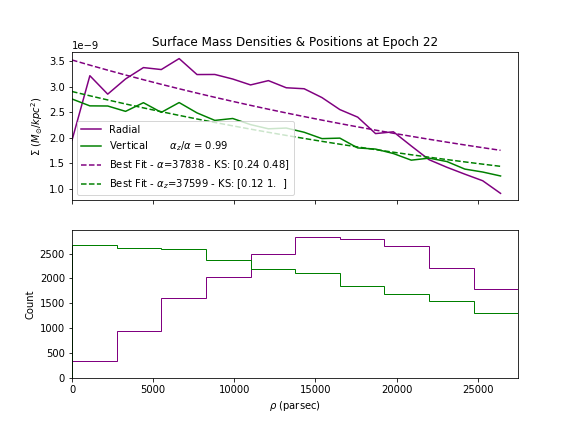 Surface Mass Densities & Positions at Epoch 22
1e−9
3.5
3.0
2.5
2.0
1.5
1.0
Σ (M⊙/kpc²)
Radial
Vertical αz/α = 0.99
Best Fit - α=37838 - KS: [0.24 0.48]
Best Fit - αz=37599 - KS: [0.12 1. ]
2500
2000
1500
1000
500
0
Count
0 5000 10000 15000 20000 25000
ρ (parsec)